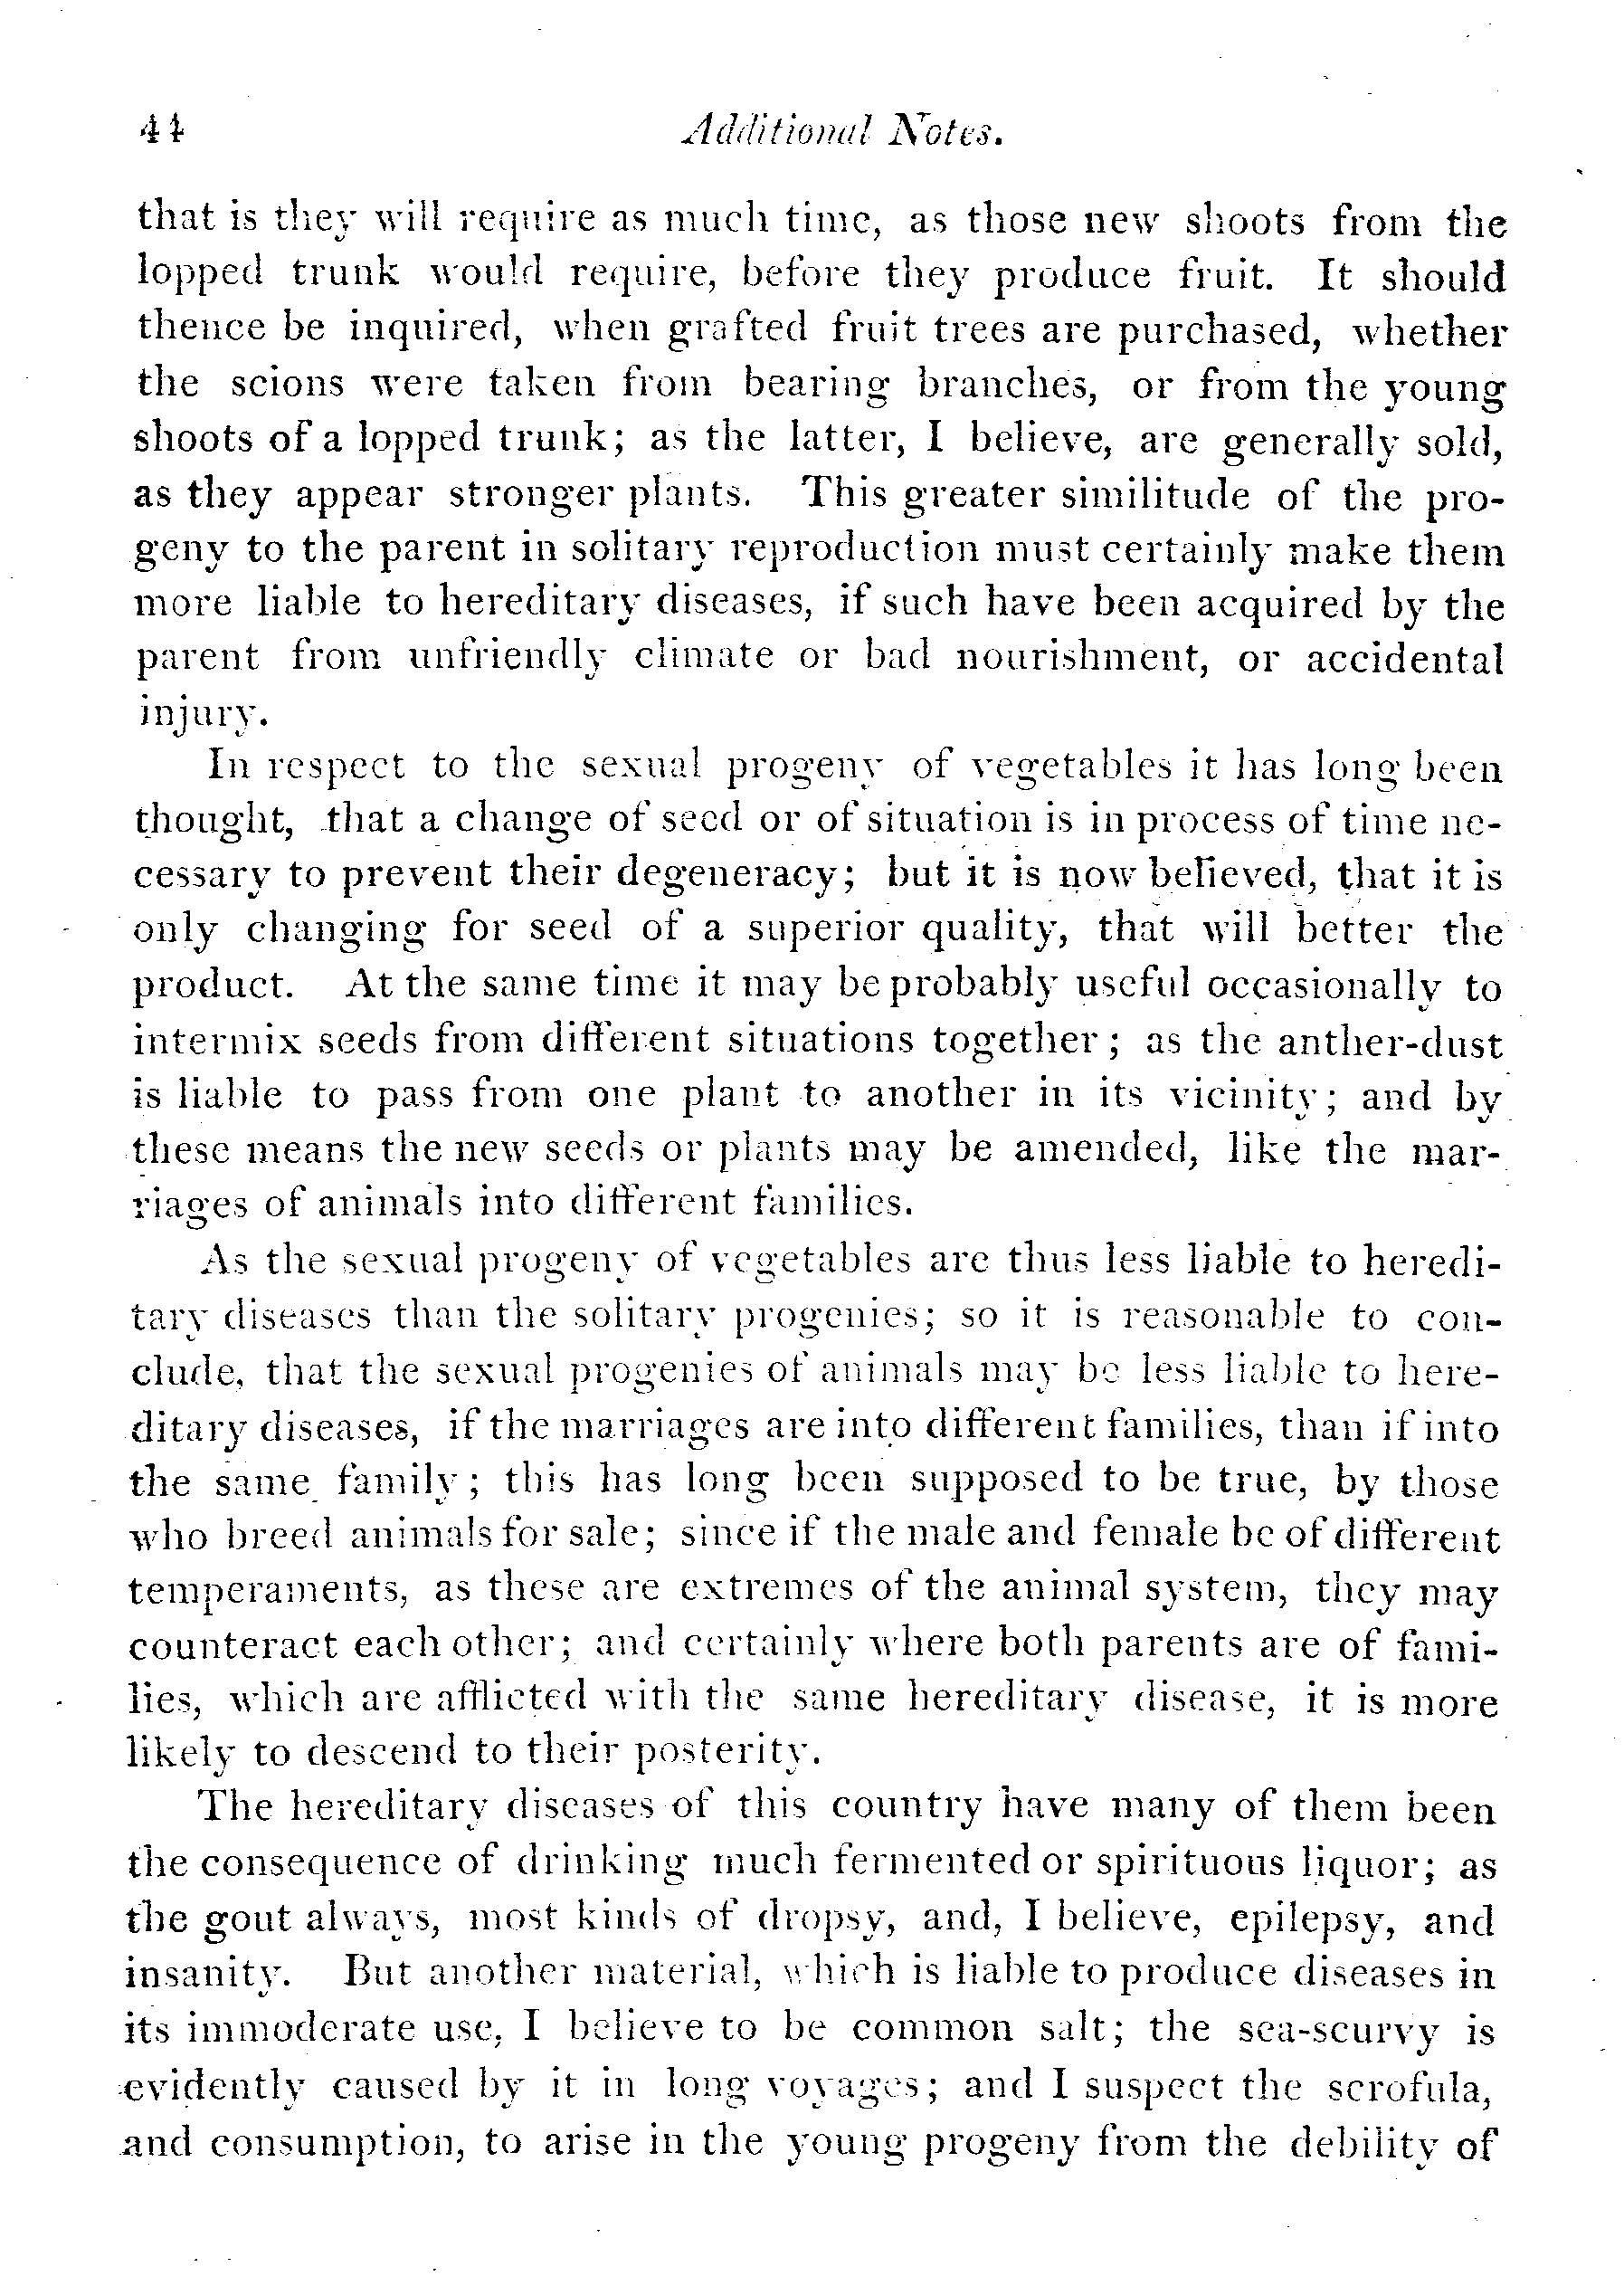 44 Additional Notes.
that is they will require as much time, as those new shoots from the
lopped trunk would require, before they produce fruit. It should
thence be inquired, when grafted fruit trees are purchased, whether
the scions were taken from bearing branches, or from the young
shoots of a lopped trunk; as the latter, I believe, are generally sold,
as they appear stronger plants. This greater similitude of the pro-
geny to the parent in solitary reproduction must certainly make them
more liable to hereditary diseases, if such have been acquired by the
parent from unfriendly climate or bad nourishment, or accidental
injury.
In respect to the sexual progeny of vegetables it has long been
thought, that a change of seed or of situation is in process of time ne-
cessary to prevent their degeneracy; but it is now believed, that it is
only changing for seed of a superior quality, that will better the
product. At the same time it may be probably useful occasionally to
intermix seeds from different situations together; as the anther-dust
is liable to pass from one plant to another in its vicinity; and by
these means the new seeds or plants may be amended, like the mar-
riages of animals into different families.
As the sexual progeny of vegetables are thus less liable to heredi-
tary diseases than the solitary progenies; so it is reasonable to con-
clude, that the sexual progenies of animals may be less liable to here-
ditary diseases, if the marriages are into different families, than if into
the same family; this has long been supposed to be true, by those
who breed animals for sale; since if the male and female be of different
temperaments, as these are extremes of the animal system, they may
counteract each other; and certainly where both parents are of fami-
lies, which are afflicted with the same hereditary disease, it is more
likely to descend to their posterity.
The hereditary diseases of this country have many of them been
the consequence of drinking much fermented or spirituous liquor; as
the gout always, most kinds of dropsy, and, I believe, epilepsy, and
insanity. But another material, which is liable to produce diseases in
its immoderate use, I believe to be common salt; the sea-scurvy is
evidently caused by it in long voyages; and I suspect the scrofula,
and consumption, to arise in the young progeny from the debility of